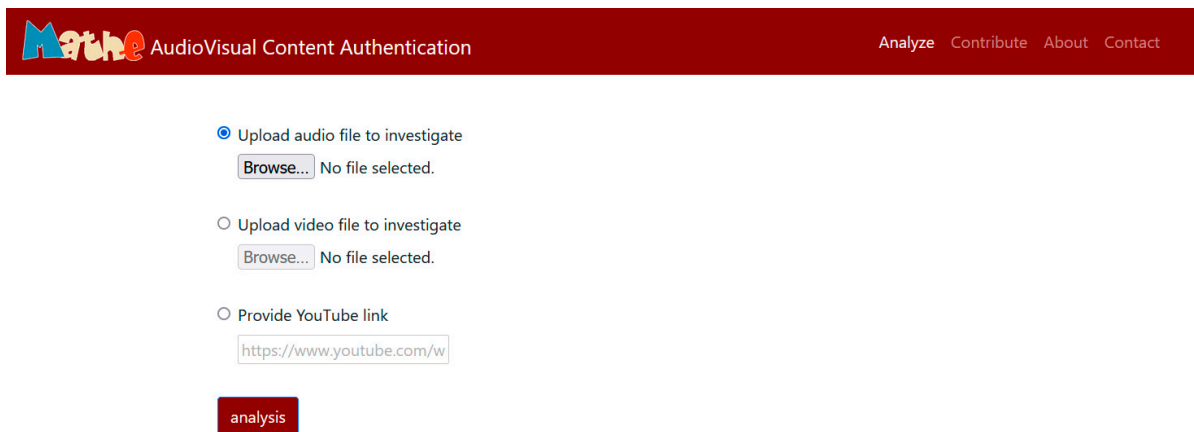 Mathe AudioVisual Content Authentication Analyze Contribute About Contact
Upload audio file to investigate
Browse... No file selected.
Upload video file to investigate
Browse... No file selected.
Provide YouTube link
https://www.youtube.com/w
analysis